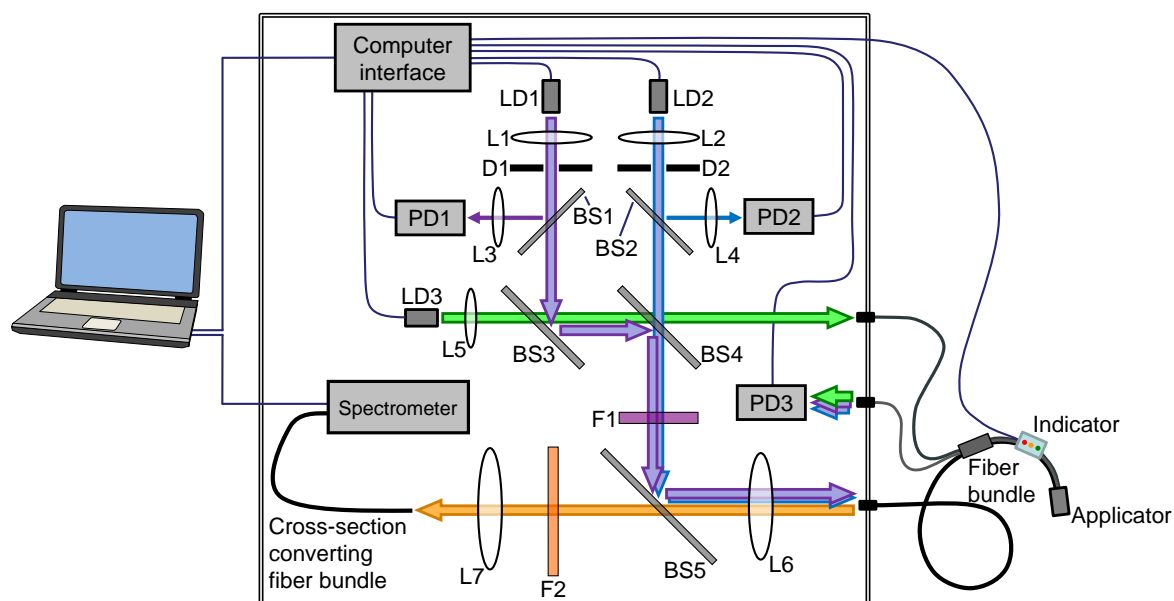 Computer
interface
LD1
LD2
L1
L2
D1
D2
PD1
L3
BS1
BS2
L4
PD2
LD3
L5
BS3
BS4
Spectrometer
F1
PD3
Indicator
Fiber
bundle
Applicator
Cross-section
converting
fiber bundle
L7
F2
BS5
L6